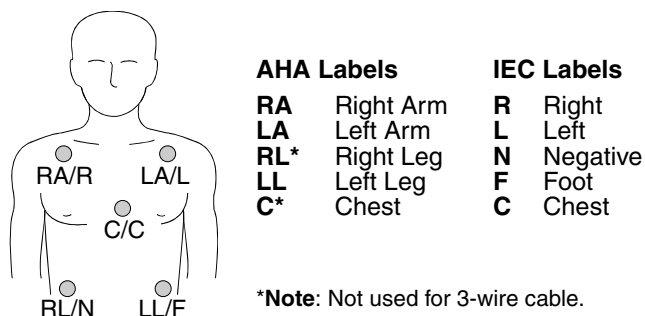 AHA Labels IEC Labels
RA Right Arm R Right
LA Left Arm L Left
RL* Right Leg N Negative
LL Left Leg F Foot
C* Chest C Chest
*Note: Not used for 3-wire cable.
RA/R LA/L
C/C
RL/N LL/F